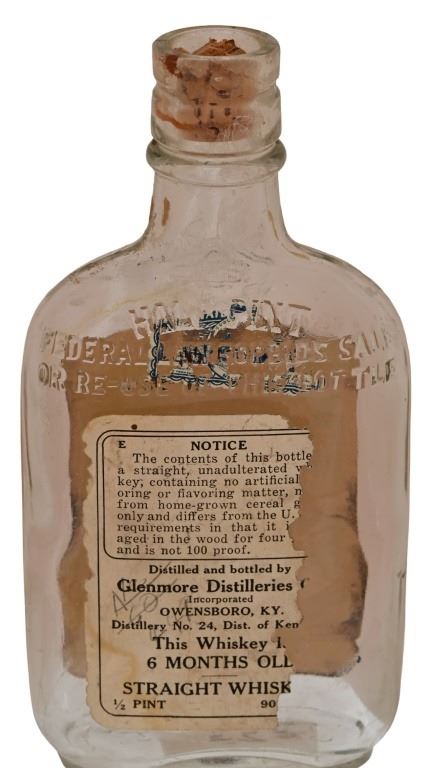 HALF PINT
FEDERAL LAW FORBIDS SALE
OR RE-USE OF THIS BOTTLE
E NOTICE
The contents of this bottle
a straight, unadulterated wh
key; containing no artificial
oring or flavoring matter, m
from home-grown cereal g
only and differs from the U.
requirements in that it i
aged in the wood for four
and is not 100 proof.
Distilled and bottled by
Glenmore Distilleries C
Incorporated
OWENSBORO, KY.
Distillery No. 24, Dist. of Ken
This Whiskey I
6 MONTHS OLD
STRAIGHT WHISK
½ PINT 90